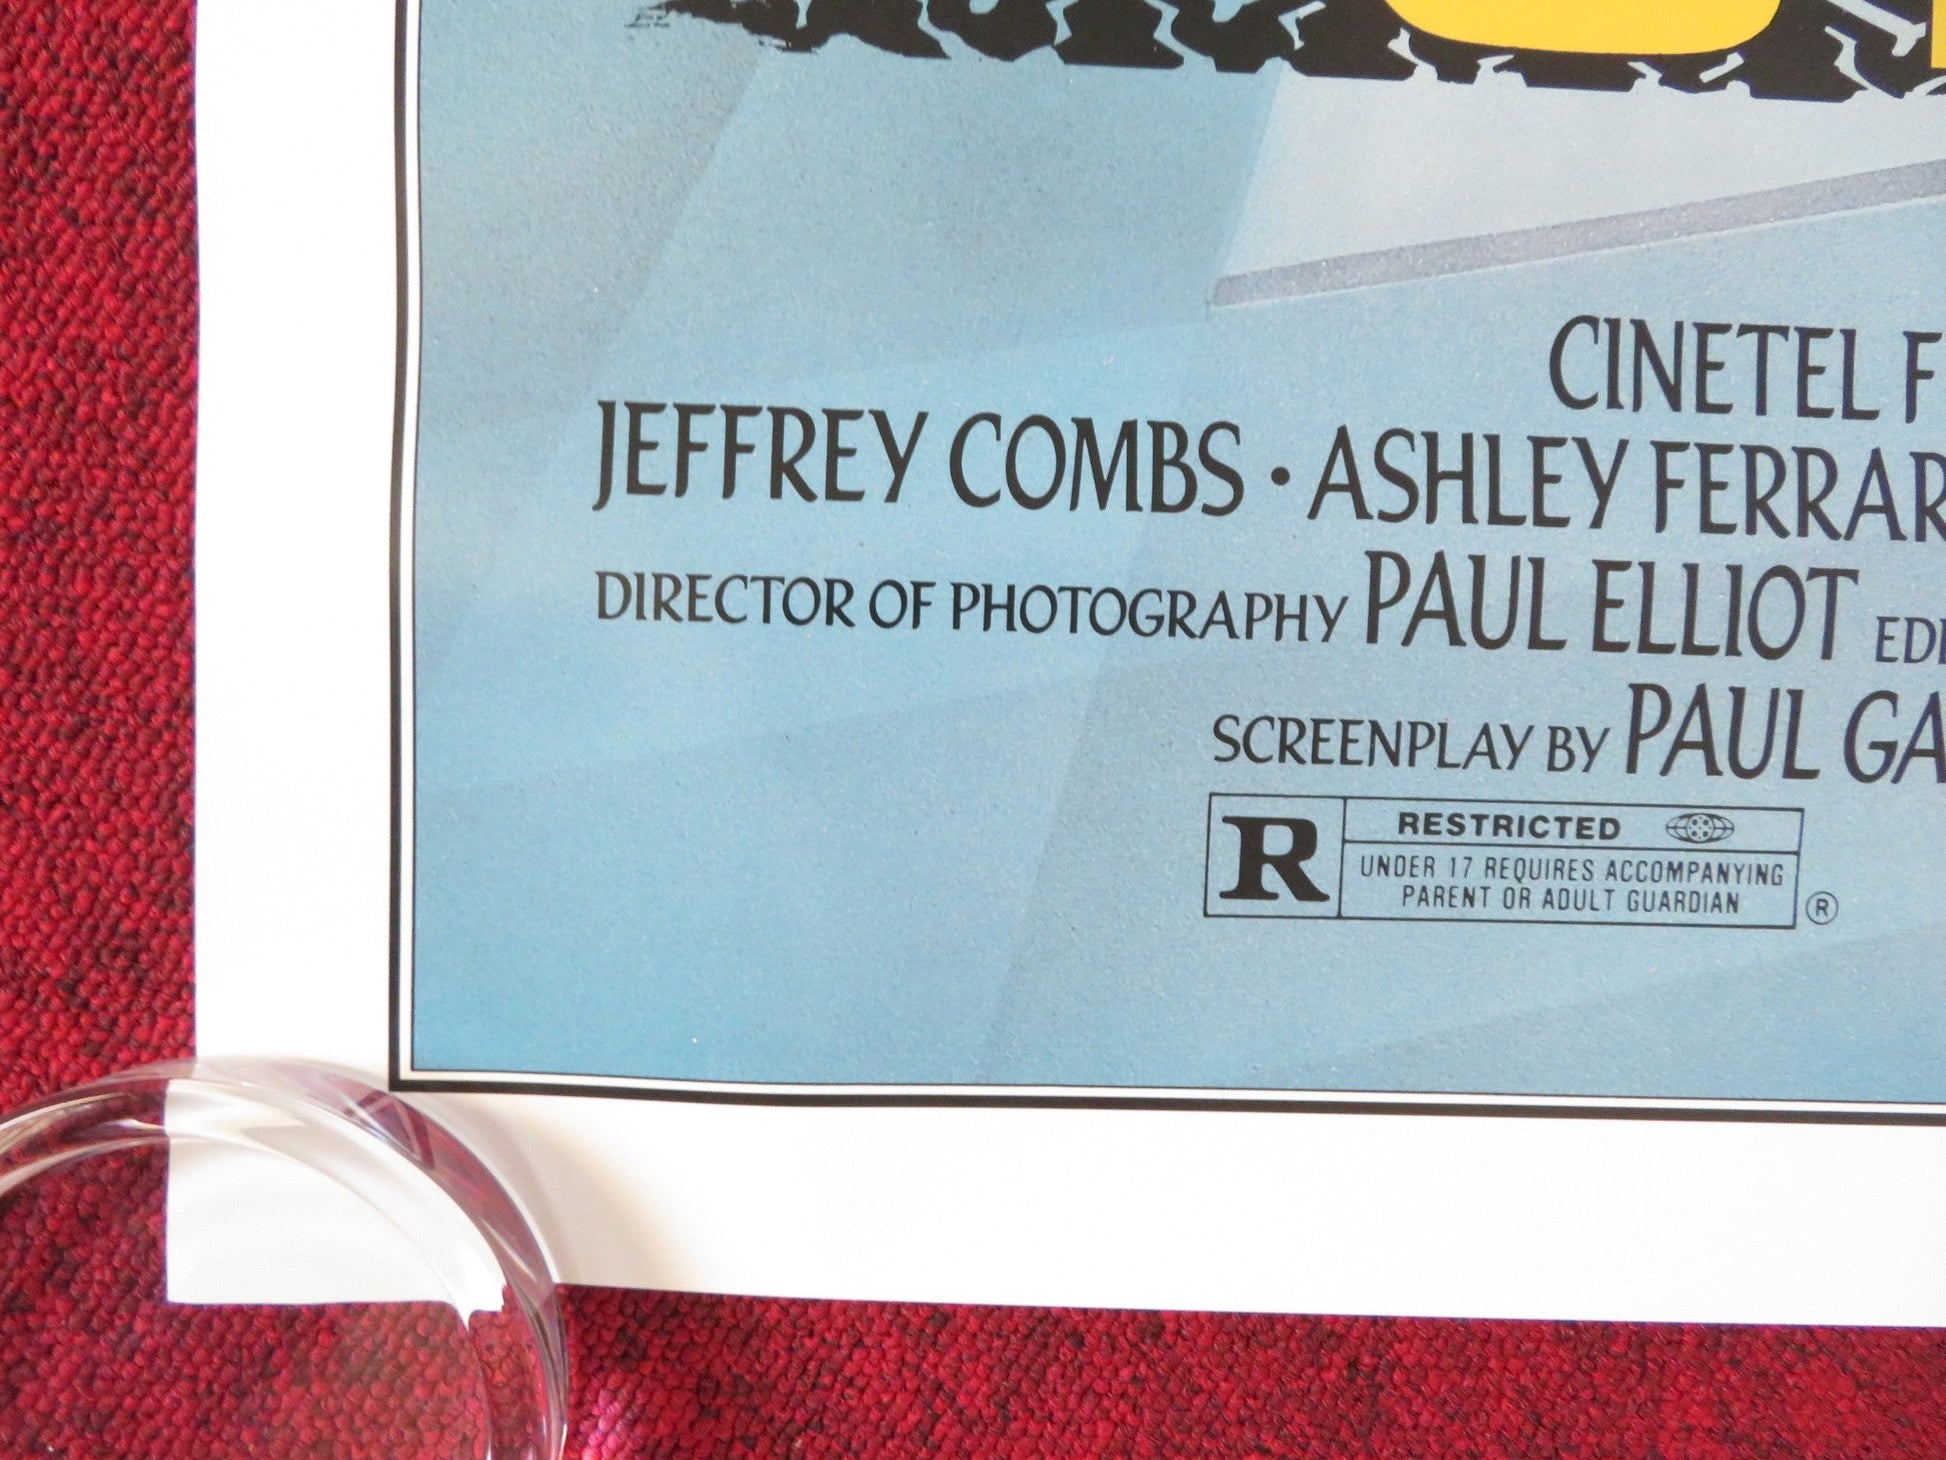 CINETEL F
JEFFREY COMBS • ASHLEY FERRAR
DIRECTOR OF PHOTOGRAPHY PAUL ELLIOT EDI
SCREENPLAY BY PAUL GA
R RESTRICTED
UNDER 17 REQUIRES ACCOMPANYING
PARENT OR ADULT GUARDIAN ®